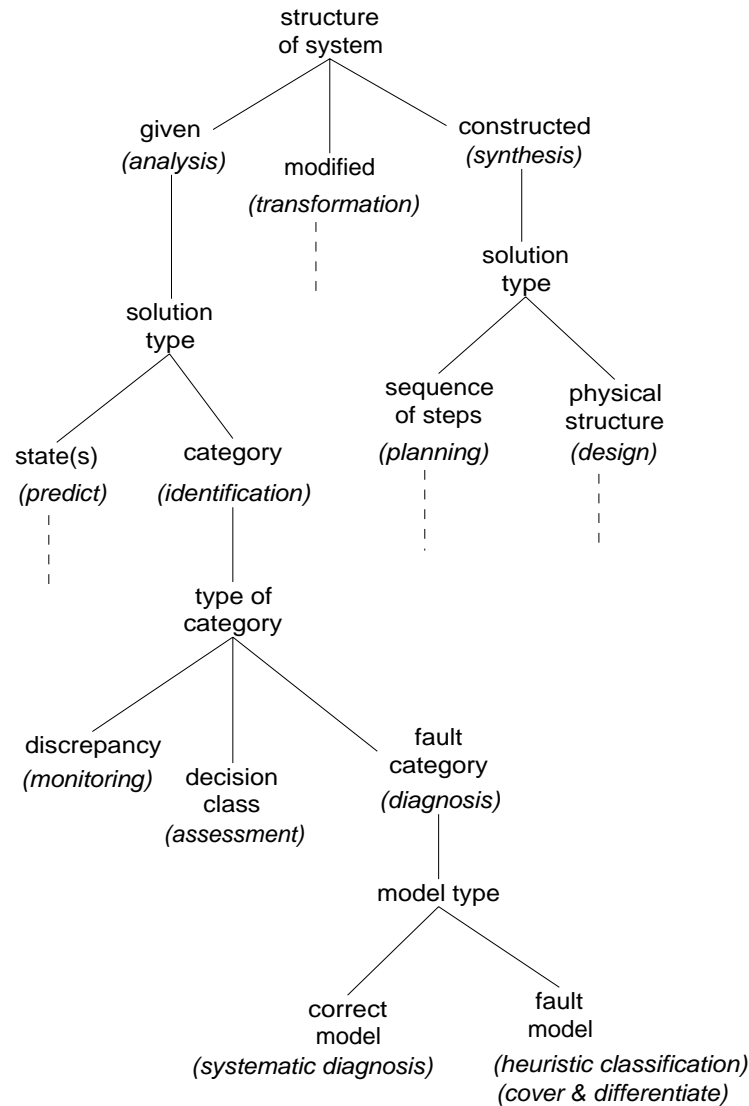 structure
of system
given
(analysis)
modified
(transformation)
constructed
(synthesis)
solution
type
solution
type
sequence
of steps
(planning)
physical
structure
(design)
state(s)
(predict)
category
(identification)
type of
category
discrepancy
(monitoring)
decision
class
(assessment)
fault
category
(diagnosis)
model type
correct
model
(systematic diagnosis)
fault
model
(heuristic classification)
(cover & differentiate)